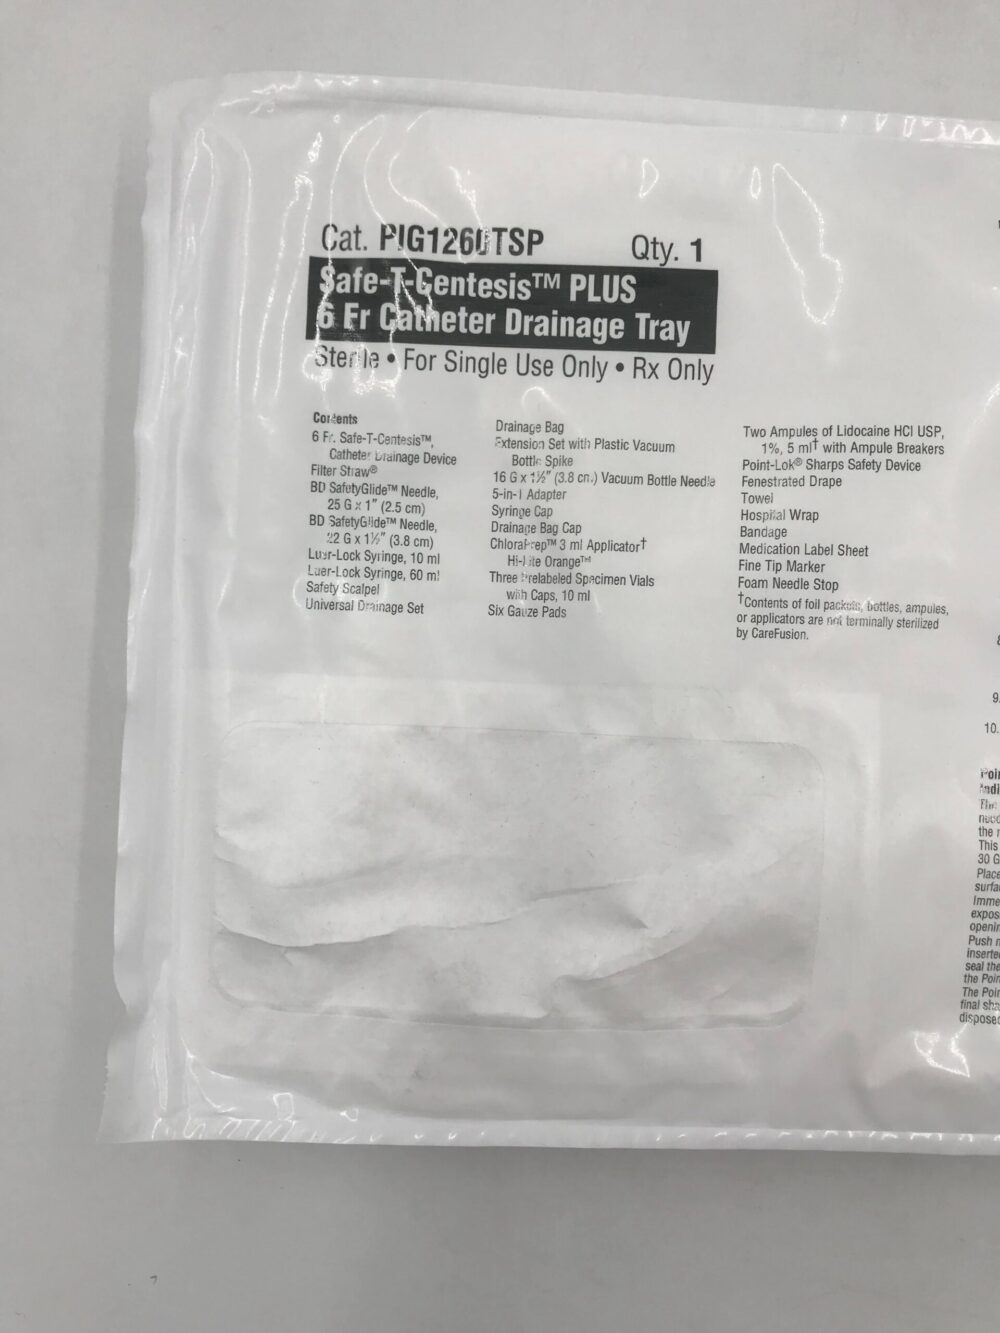 Cat. PIG1260TSP Qty. 1
Safe-T-Centesis™ PLUS
6 Fr Catheter Drainage Tray
Sterile • For Single Use Only • Rx Only
Contents
6 Fr. Safe-T-Centesis™,
Catheter Drainage Device
Filter Straw®
BD SafetyGlide™ Needle,
25 G x 1" (2.5 cm)
BD SafetyGlide™ Needle,
22 G x 1½" (3.8 cm)
Luer-Lock Syringe, 10 ml
Luer-Lock Syringe, 60 ml
Safety Scalpel
Universal Drainage Set
Drainage Bag
Extension Set with Plastic Vacuum
Bottle Spike
16 G x 1½" (3.8 cm) Vacuum Bottle Needle
5-in-1 Adapter
Syringe Cap
Drainage Bag Cap
ChloraPrep™ 3 ml Applicator†
Hi-Lite Orange™
Three Prelabeled Specimen Vials
with Caps, 10 ml
Six Gauze Pads
Two Ampules of Lidocaine HCl USP,
1%, 5 ml† with Ampule Breakers
Point-Lok® Sharps Safety Device
Fenestrated Drape
Towel
Hospital Wrap
Bandage
Medication Label Sheet
Fine Tip Marker
Foam Needle Stop
†Contents of foil packets, bottles, ampules,
or applicators are not terminally sterilized
by CareFusion.
9.
10.
the
This
30 G
Place